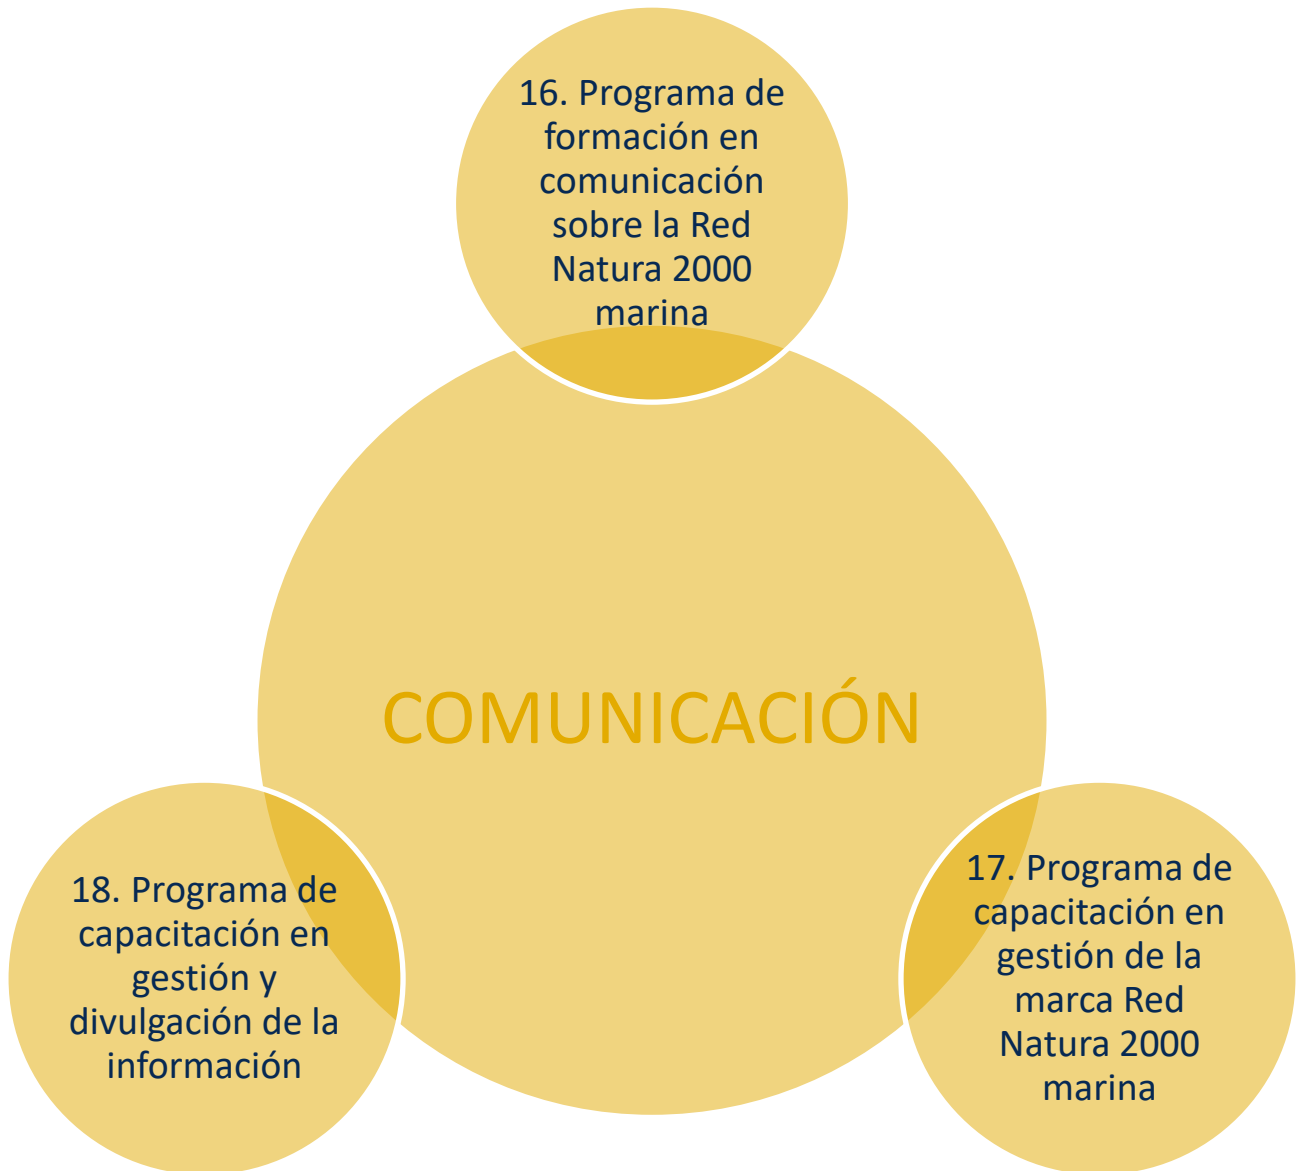 16. Programa de
formación en
comunicación
sobre la Red
Natura 2000
marina
COMUNICACIÓN
17. Programa de
capacitación en
gestión de la
marca Red
Natura 2000
marina
18. Programa de
capacitación en
gestión y
divulgación de la
información